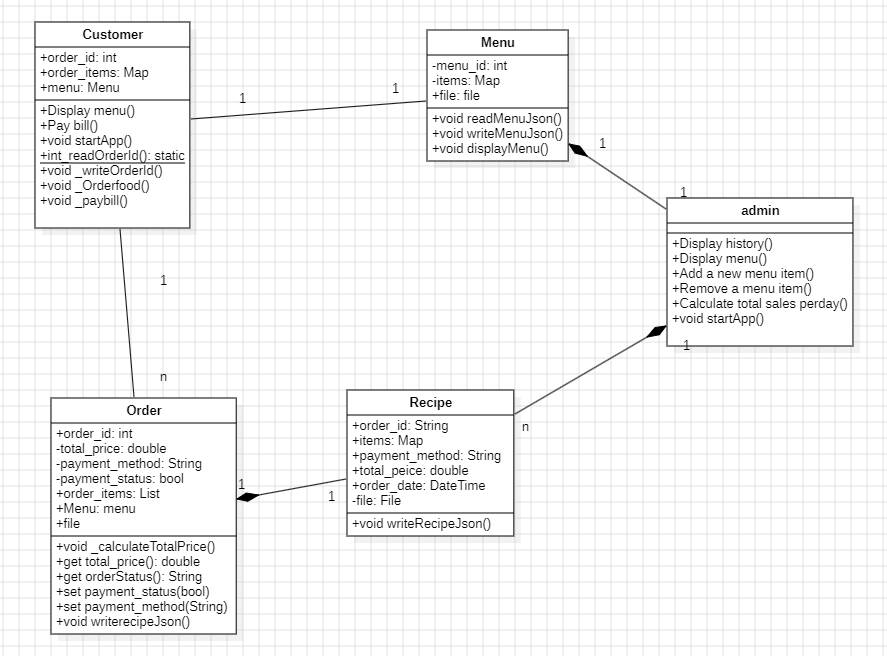 Customer
+order_id: int
+order_items: Map
+menu: Menu
+Display menu()
+Pay bill()
+void startApp()
+int_readOrderId(): static
+void _writeOrderId()
+void _Orderfood()
+void _paybill()
1
1
Menu
-menu_id: int
-items: Map
+file: file
+void readMenuJson()
+void writeMenuJson()
+void displayMenu()
1
1
admin
+Display history()
+Display menu()
+Add a new menu item()
+Remove a menu item()
+Calculate total sales perday()
+void startApp()
1
n
1
n
Order
+order_id: int
-total_price: double
-payment_method: String
-payment_status: bool
+order_items: List
+Menu: menu
+file
+void _calculateTotalPrice()
+get total_price(): double
+get orderStatus(): String
+set payment_status(bool)
+set payment_method(String)
+void writerecipeJson()
1
1
Recipe
+order_id: String
+items: Map
+payment_method: String
+total_peice: double
+order_date: DateTime
-file: File
+void writeRecipeJson()